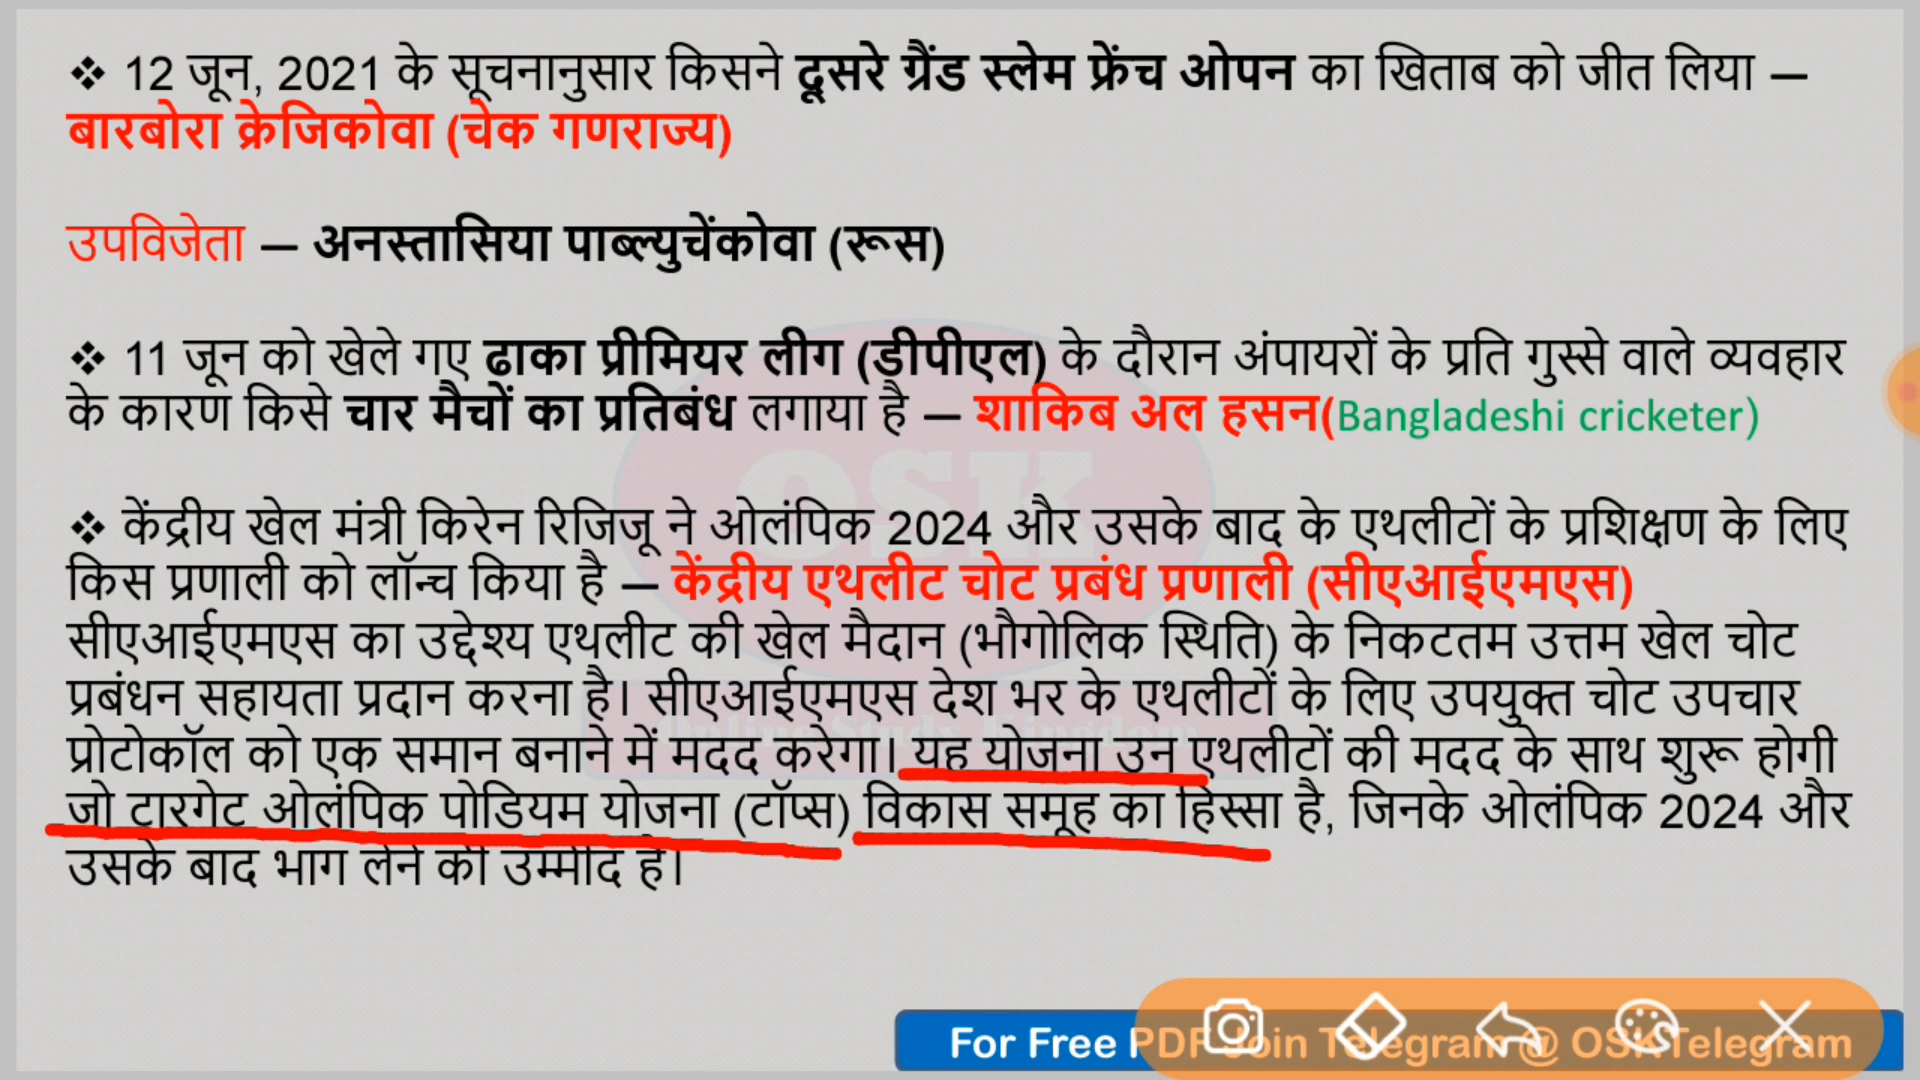 ❖ 12 जून, 2021 के सूचनानुसार किसने दूसरे ग्रैंड स्लेम फ्रेंच ओपन का खिताब को जीत लिया —
बारबोरा क्रेजिकोवा (चेक गणराज्य)
उपविजेता — अनस्तासिया पाब्ल्युचेंकोवा (रूस)
❖ 11 जून को खेले गए ढाका प्रीमियर लीग (डीपीएल) के दौरान अंपायरों के प्रति गुस्से वाले व्यवहार
के कारण किसे चार मैचों का प्रतिबंध लगाया है — शाकिब अल हसन(Bangladeshi cricketer)
❖ केंद्रीय खेल मंत्री किरेन रिजिजू ने ओलंपिक 2024 और उसके बाद के एथलीटों के प्रशिक्षण के लिए
किस प्रणाली को लॉन्च किया है — केंद्रीय एथलीट चोट प्रबंध प्रणाली (सीएआईएमएस)
सीएआईएमएस का उद्देश्य एथलीट की खेल मैदान (भौगोलिक स्थिति) के निकटतम उत्तम खेल चोट
प्रबंधन सहायता प्रदान करना है। सीएआईएमएस देश भर के एथलीटों के लिए उपयुक्त चोट उपचार
प्रोटोकॉल को एक समान बनाने में मदद करेगा। यह योजना उन एथलीटों की मदद के साथ शुरू होगी
जो टारगेट ओलंपिक पोडियम योजना (टॉप्स) विकास समूह का हिस्सा है, जिनके ओलंपिक 2024 और
उसके बाद भाग लेने की उम्मीद है।
OSK
Online Study Kingdom
For Free PDF Join Telegram @ OSKTelegram